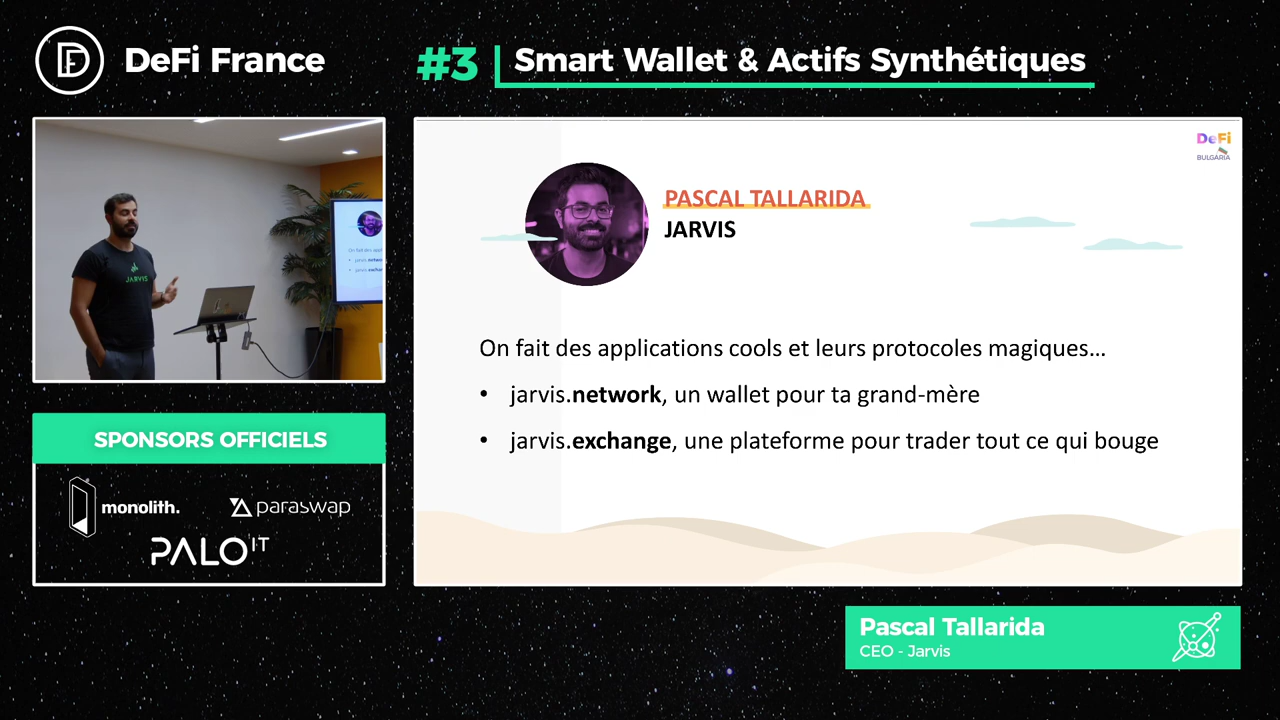 DeFi France
#3
Smart Wallet & Actifs Synthétiques
DeFi
BULGARIA
PASCAL TALLARIDA
JARVIS
On fait des applications cools et leurs protocoles magiques...
• jarvis.network, un wallet pour ta grand-mère
• jarvis.exchange, une plateforme pour trader tout ce qui bouge
JARVIS
SPONSORS OFFICIELS
monolith.
paraswap
PALO IT
Pascal Tallarida
CEO - Jarvis